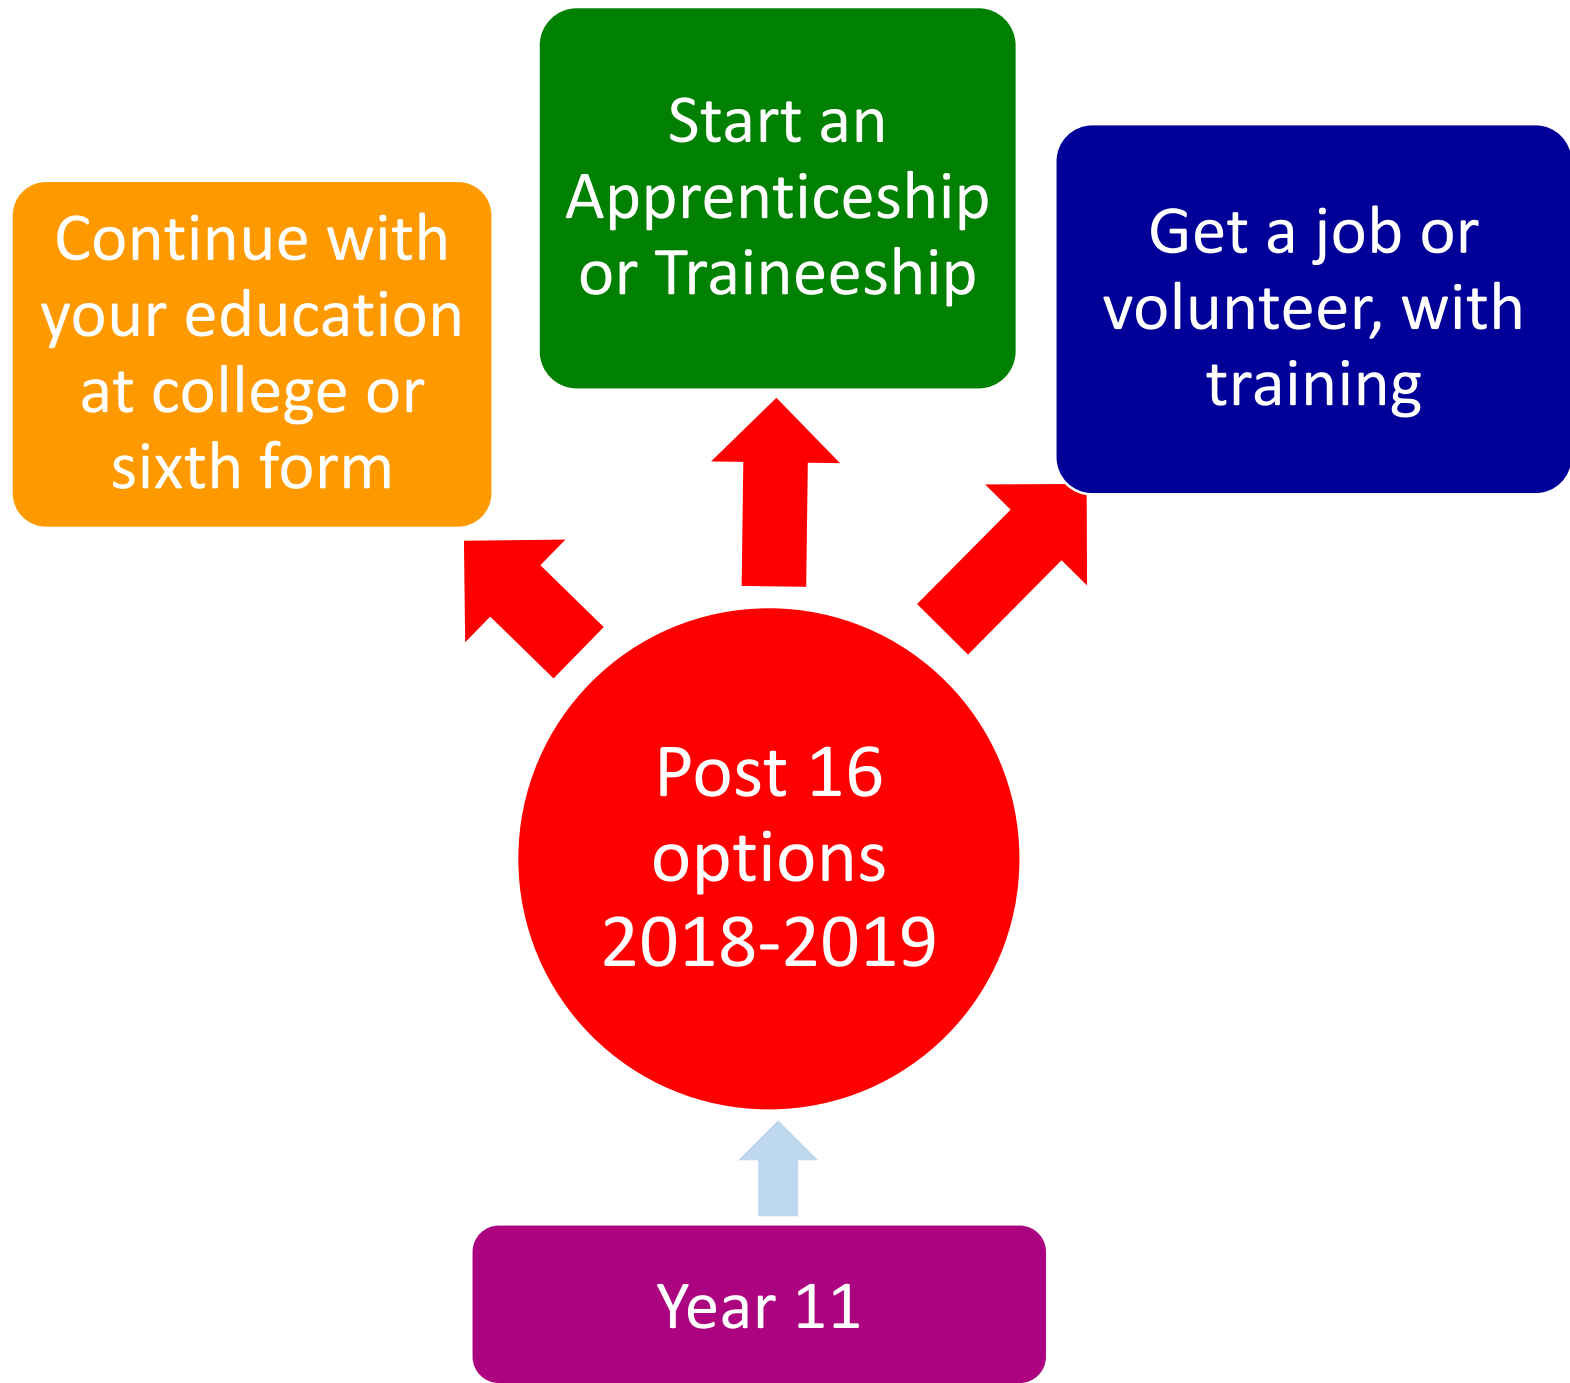 Start an
Apprenticeship
or Traineeship
Continue with
your education
at college or
sixth form
Get a job or
volunteer, with
training
Post 16
options
2018-2019
Year 11